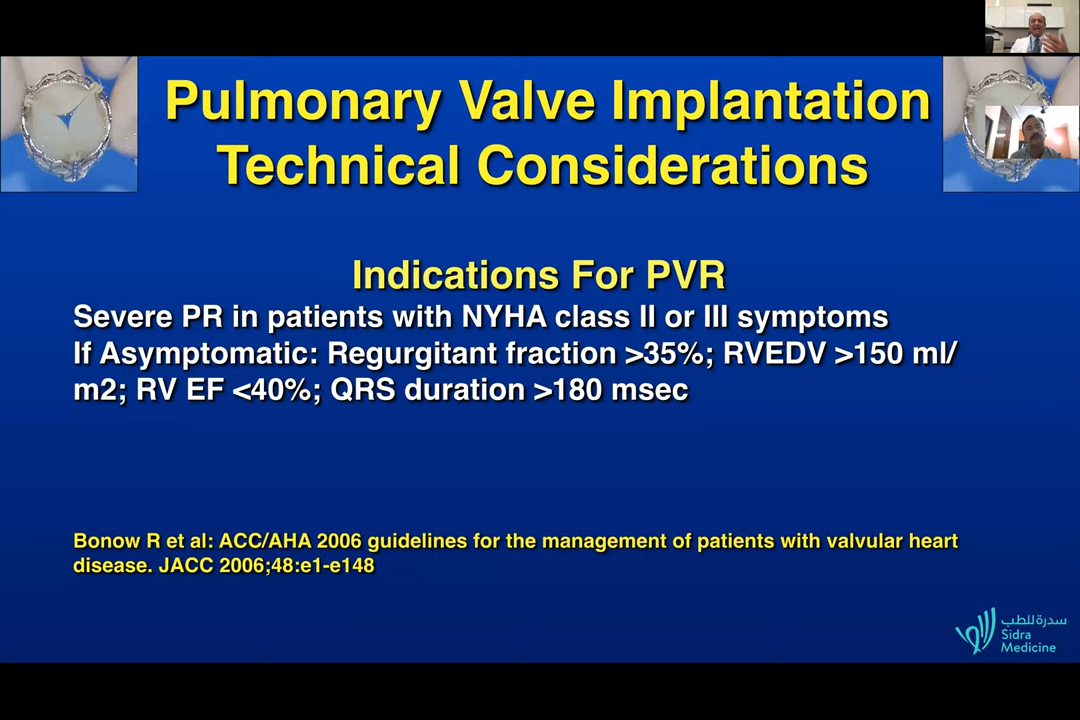 Pulmonary Valve Implantation
Technical Considerations
Indications For PVR
Severe PR in patients with NYHA class II or III symptoms
If Asymptomatic: Regurgitant fraction >35%; RVEDV >150 ml/
m2; RV EF <40%; QRS duration >180 msec
Bonow R et al: ACC/AHA 2006 guidelines for the management of patients with valvular heart
disease. JACC 2006;48:e1-e148
سدرة للطب
Sidra
Medicine